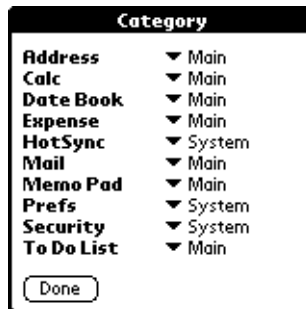 Category
Address Main
Calc Main
Date Book Main
Expense Main
HotSync System
Mail Main
Memo Pad Main
Prefs System
Security System
To Do List Main
Done